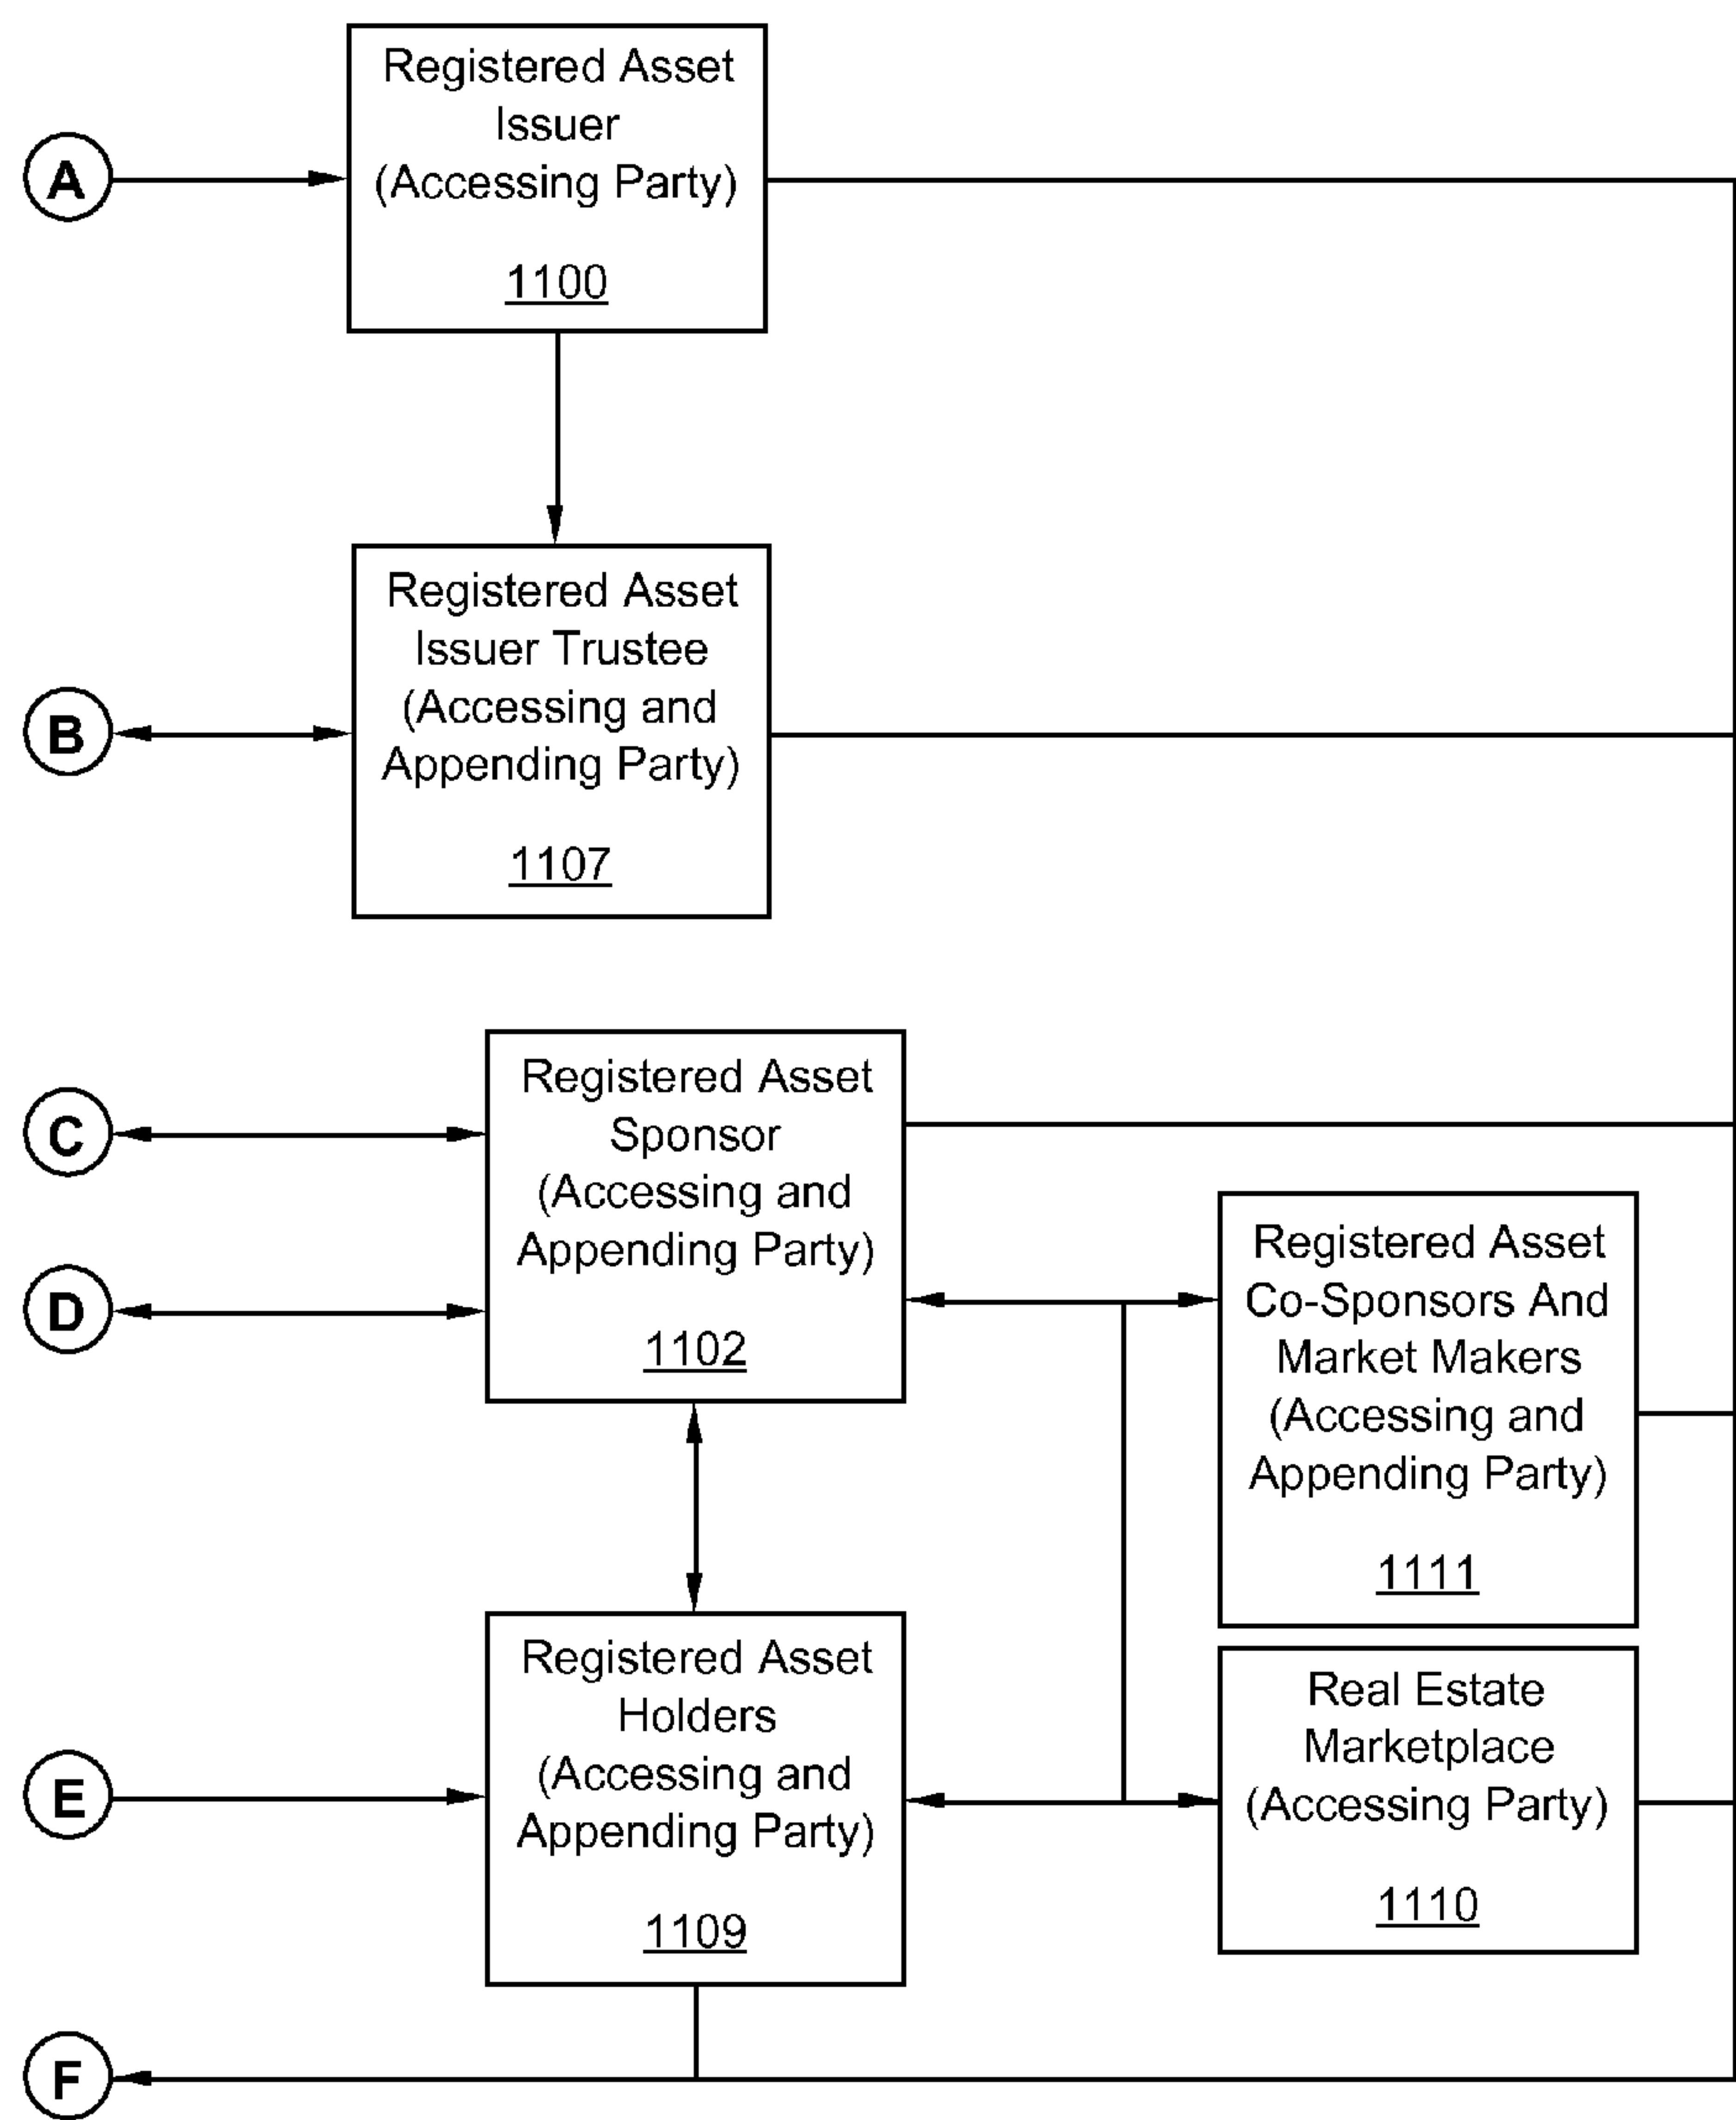 A
Registered Asset
Issuer
(Accessing Party)
1100
B
Registered Asset
Issuer Trustee
(Accessing and
Appending Party)
1107
C
D
Registered Asset
Sponsor
(Accessing and
Appending Party)
1102
Registered Asset
Co-Sponsors And
Market Makers
(Accessing and
Appending Party)
1111
E
Registered Asset
Holders
(Accessing and
Appending Party)
1109
Real Estate
Marketplace
(Accessing Party)
1110
F